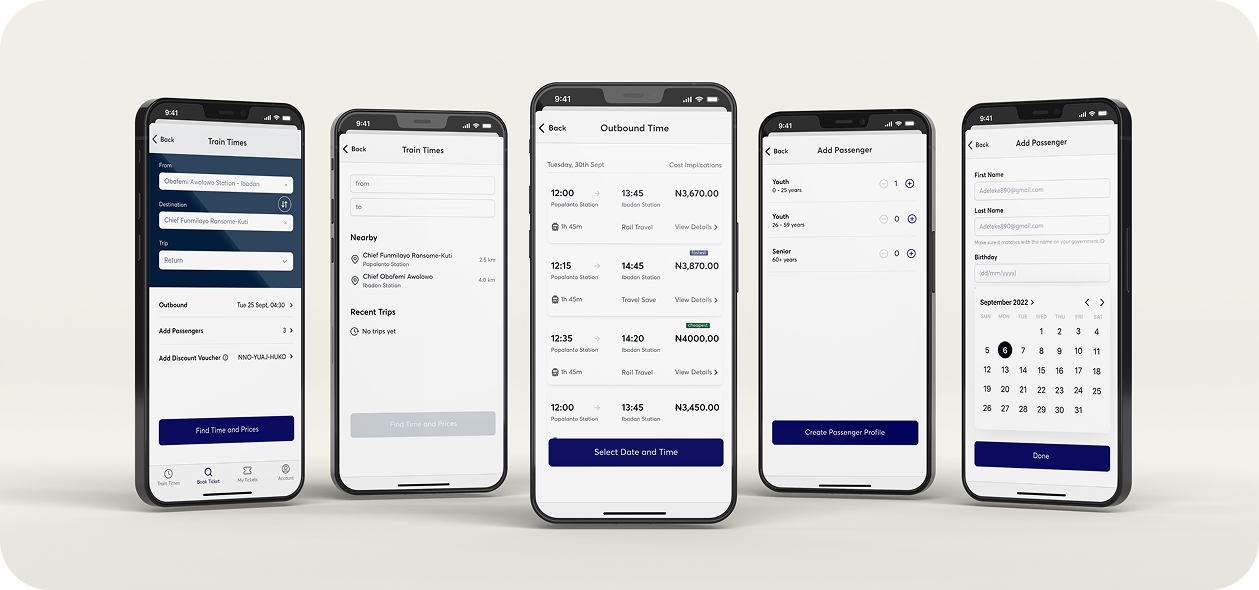 9:41
Back
Train Times
From
Obafemi Awolowo Station - Ibadan ×
Destination
Chief Funmilayo Ransome-Kuti ×
Trip
Return
Outbound Tue 25 Sept, 04:30
Add Passengers 3
Add Discount Voucher NNO-YUAJ-HUKO
Find Time and Prices
Train Times Book Ticket My Tickets Account
9:41
Back Train Times
from
to
Nearby
Chief Funmilayo Ransome-Kuti
Papalanto Station 2.5 km
Chief Obafemi Awolowo
Ibadan Station 4.0 km
Recent Trips
No trips yet
Find Time and Prices
9:41
Back Outbound Time
Tuesday, 30th Sept Cost Implications
12:00 → 13:45 ₦3,670.00
Papalanto Station Ibadan Station
1h 45m Rail Travel View Details >
fastest
12:15 → 14:45 ₦3,870.00
Papalanto Station Ibadan Station
1h 45m Travel Save View Details >
cheapest
12:35 → 14:20 ₦4000.00
Papalanto Station Ibadan Station
1h 45m Rail Travel View Details >
12:00 → 13:45 ₦3,450.00
Papalanto Station Ibadan Station
Select Date and Time
9:41
Back Add Passenger
Youth
0 - 25 years 1
Youth
26 - 59 years 0
Senior
60+ years 0
Create Passenger Profile
9:41
Back Add Passenger
First Name
Adeleke890@gmail.com
Last Name
Adeleke890@gmail.com
Make sure it matches with the name on your government ID
Birthday
(dd/mm/yyyy)
September 2022 >
SUN MON TUE WED THU FRI SAT
1 2 3 4
5 6 7 8 9 10 11
12 13 14 15 16 17 18
19 20 21 22 23 24 25
26 27 28 29 30 31
Done